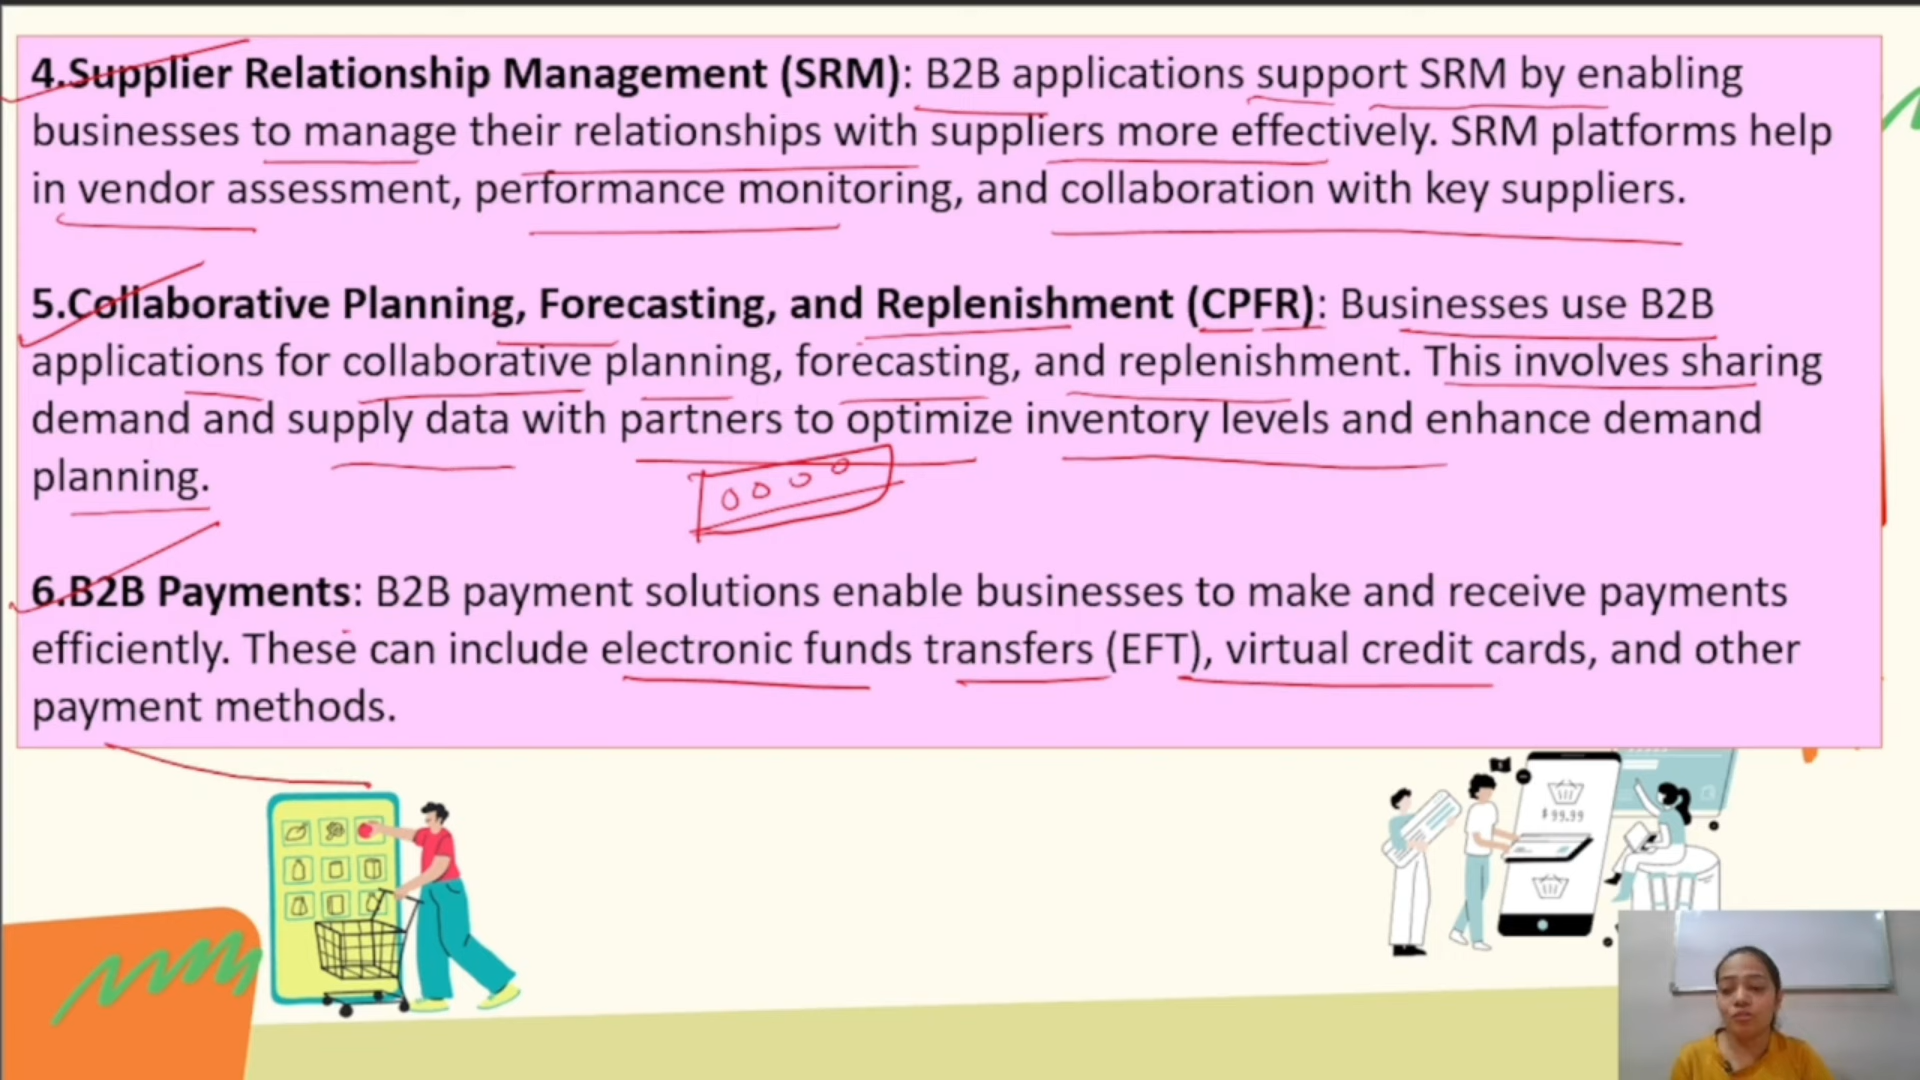 4.Supplier Relationship Management (SRM): B2B applications support SRM by enabling
businesses to manage their relationships with suppliers more effectively. SRM platforms help
in vendor assessment, performance monitoring, and collaboration with key suppliers.
5.Collaborative Planning, Forecasting, and Replenishment (CPFR): Businesses use B2B
applications for collaborative planning, forecasting, and replenishment. This involves sharing
demand and supply data with partners to optimize inventory levels and enhance demand
planning.
6.B2B Payments: B2B payment solutions enable businesses to make and receive payments
efficiently. These can include electronic funds transfers (EFT), virtual credit cards, and other
payment methods.
$99.99